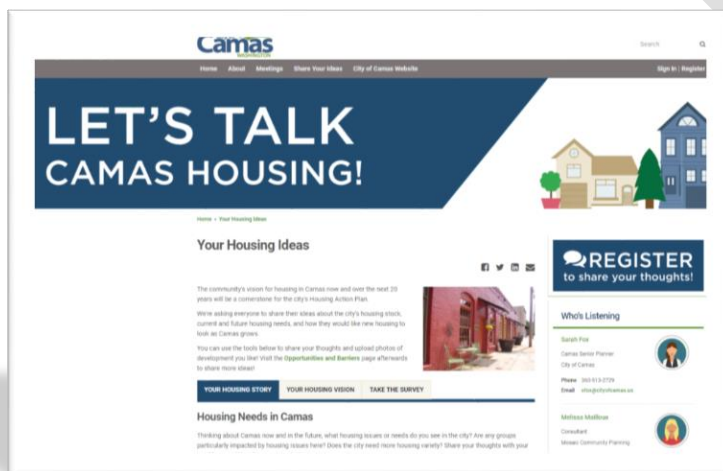 Camas
WASHINGTON
Search
Home About Meetings Share Your Ideas City of Camas Website
Sign In | Register
LET'S TALK
CAMAS HOUSING!
Home » Your Housing Ideas
Your Housing Ideas
The community's vision for housing in Camas now and over the next 20
years will be a cornerstone for the city's Housing Action Plan.
We're asking everyone to share their ideas about the city's housing stock,
current and future housing needs, and how they would like new housing to
look as Camas grows.
You can use the tools below to share your thoughts and upload photos of
development you like! Visit the Opportunities and Barriers page afterwards
to share more ideas!
YOUR HOUSING STORY YOUR HOUSING VISION TAKE THE SURVEY
Housing Needs in Camas
Thinking about Camas now and in the future, what housing issues or needs do you see in the city? Are any groups
particularly impacted by housing issues here? Does the city need more housing variety? Share your thoughts with your
REGISTER
to share your thoughts!
Who's Listening
Sarah Fox
Camas Senior Planner
City of Camas
Phone 360-513-2729
Email
Melissa Mailloux
Consultant
Mosaic Community Planning